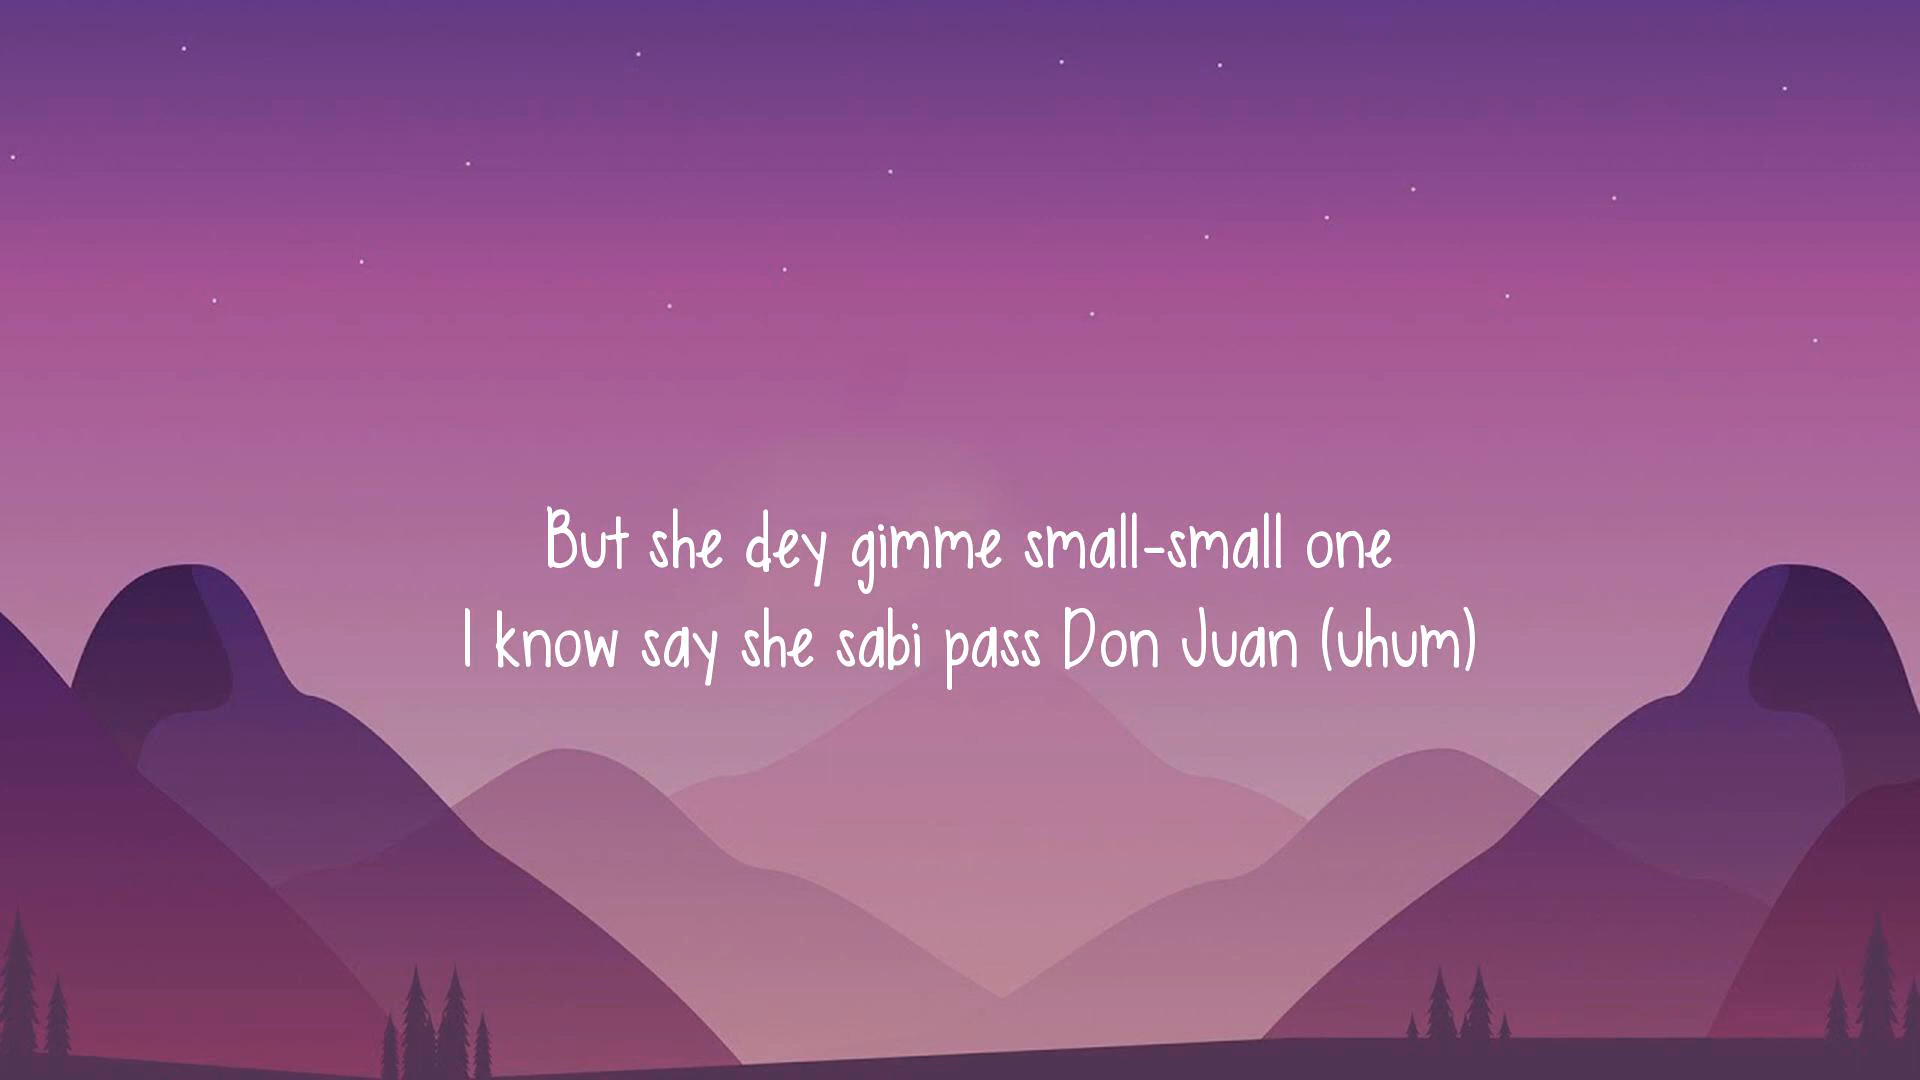 But she dey gimme small-small one
I know say she sabi pass Don Juan (uhum)